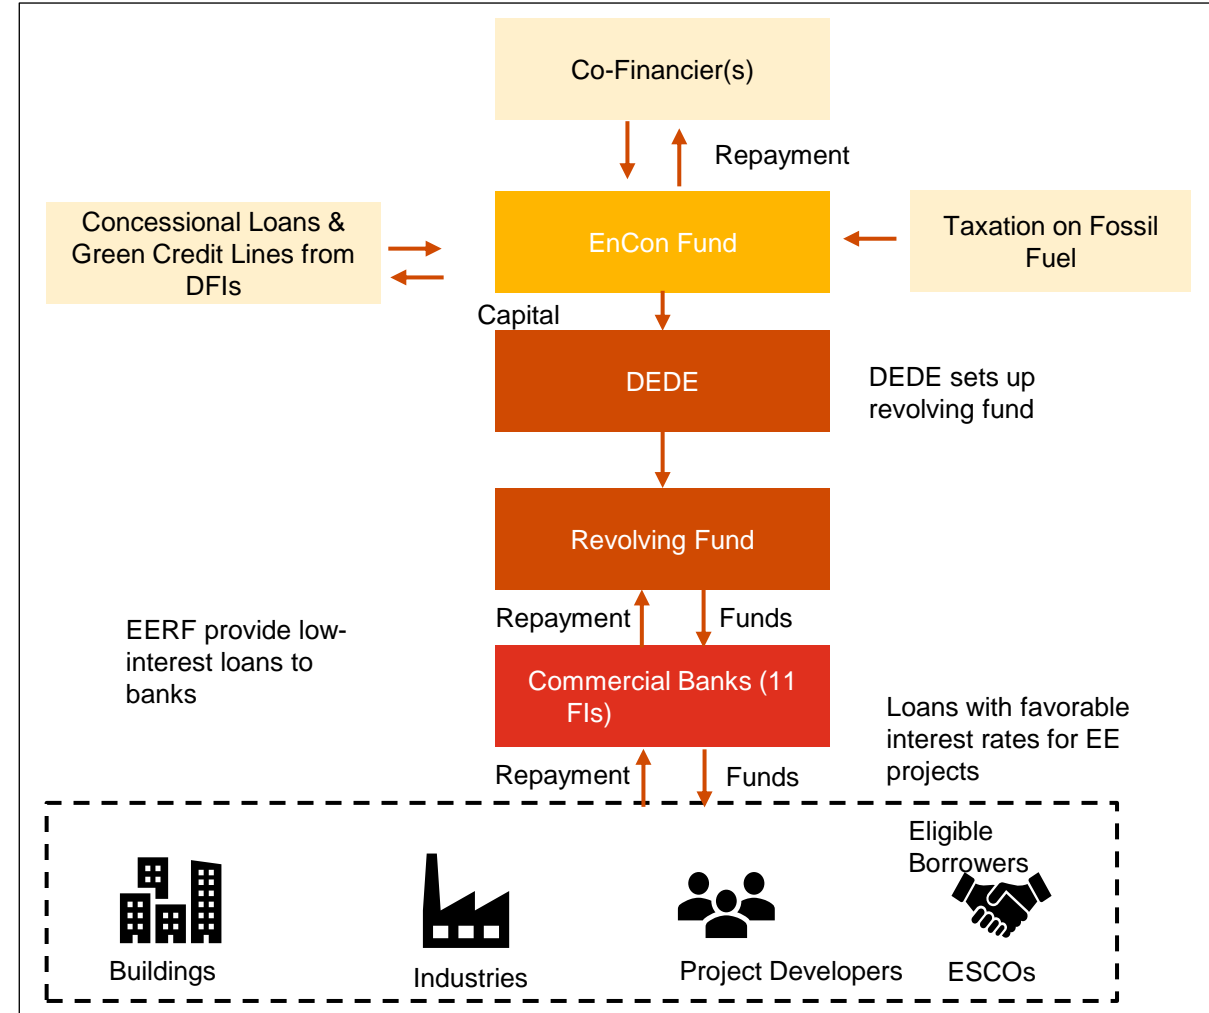 Co-Financier(s)
Repayment
Concessional Loans &
Green Credit Lines from
DFIs
EnCon Fund
Taxation on Fossil
Fuel
Capital
DEDE
DEDE sets up
revolving fund
Revolving Fund
Repayment
Funds
EERF provide low-
interest loans to
banks
Commercial Banks (11
FIs)
Loans with favorable
interest rates for EE
projects
Repayment
Funds
Eligible
Borrowers
Buildings
Industries
Project Developers
ESCOs